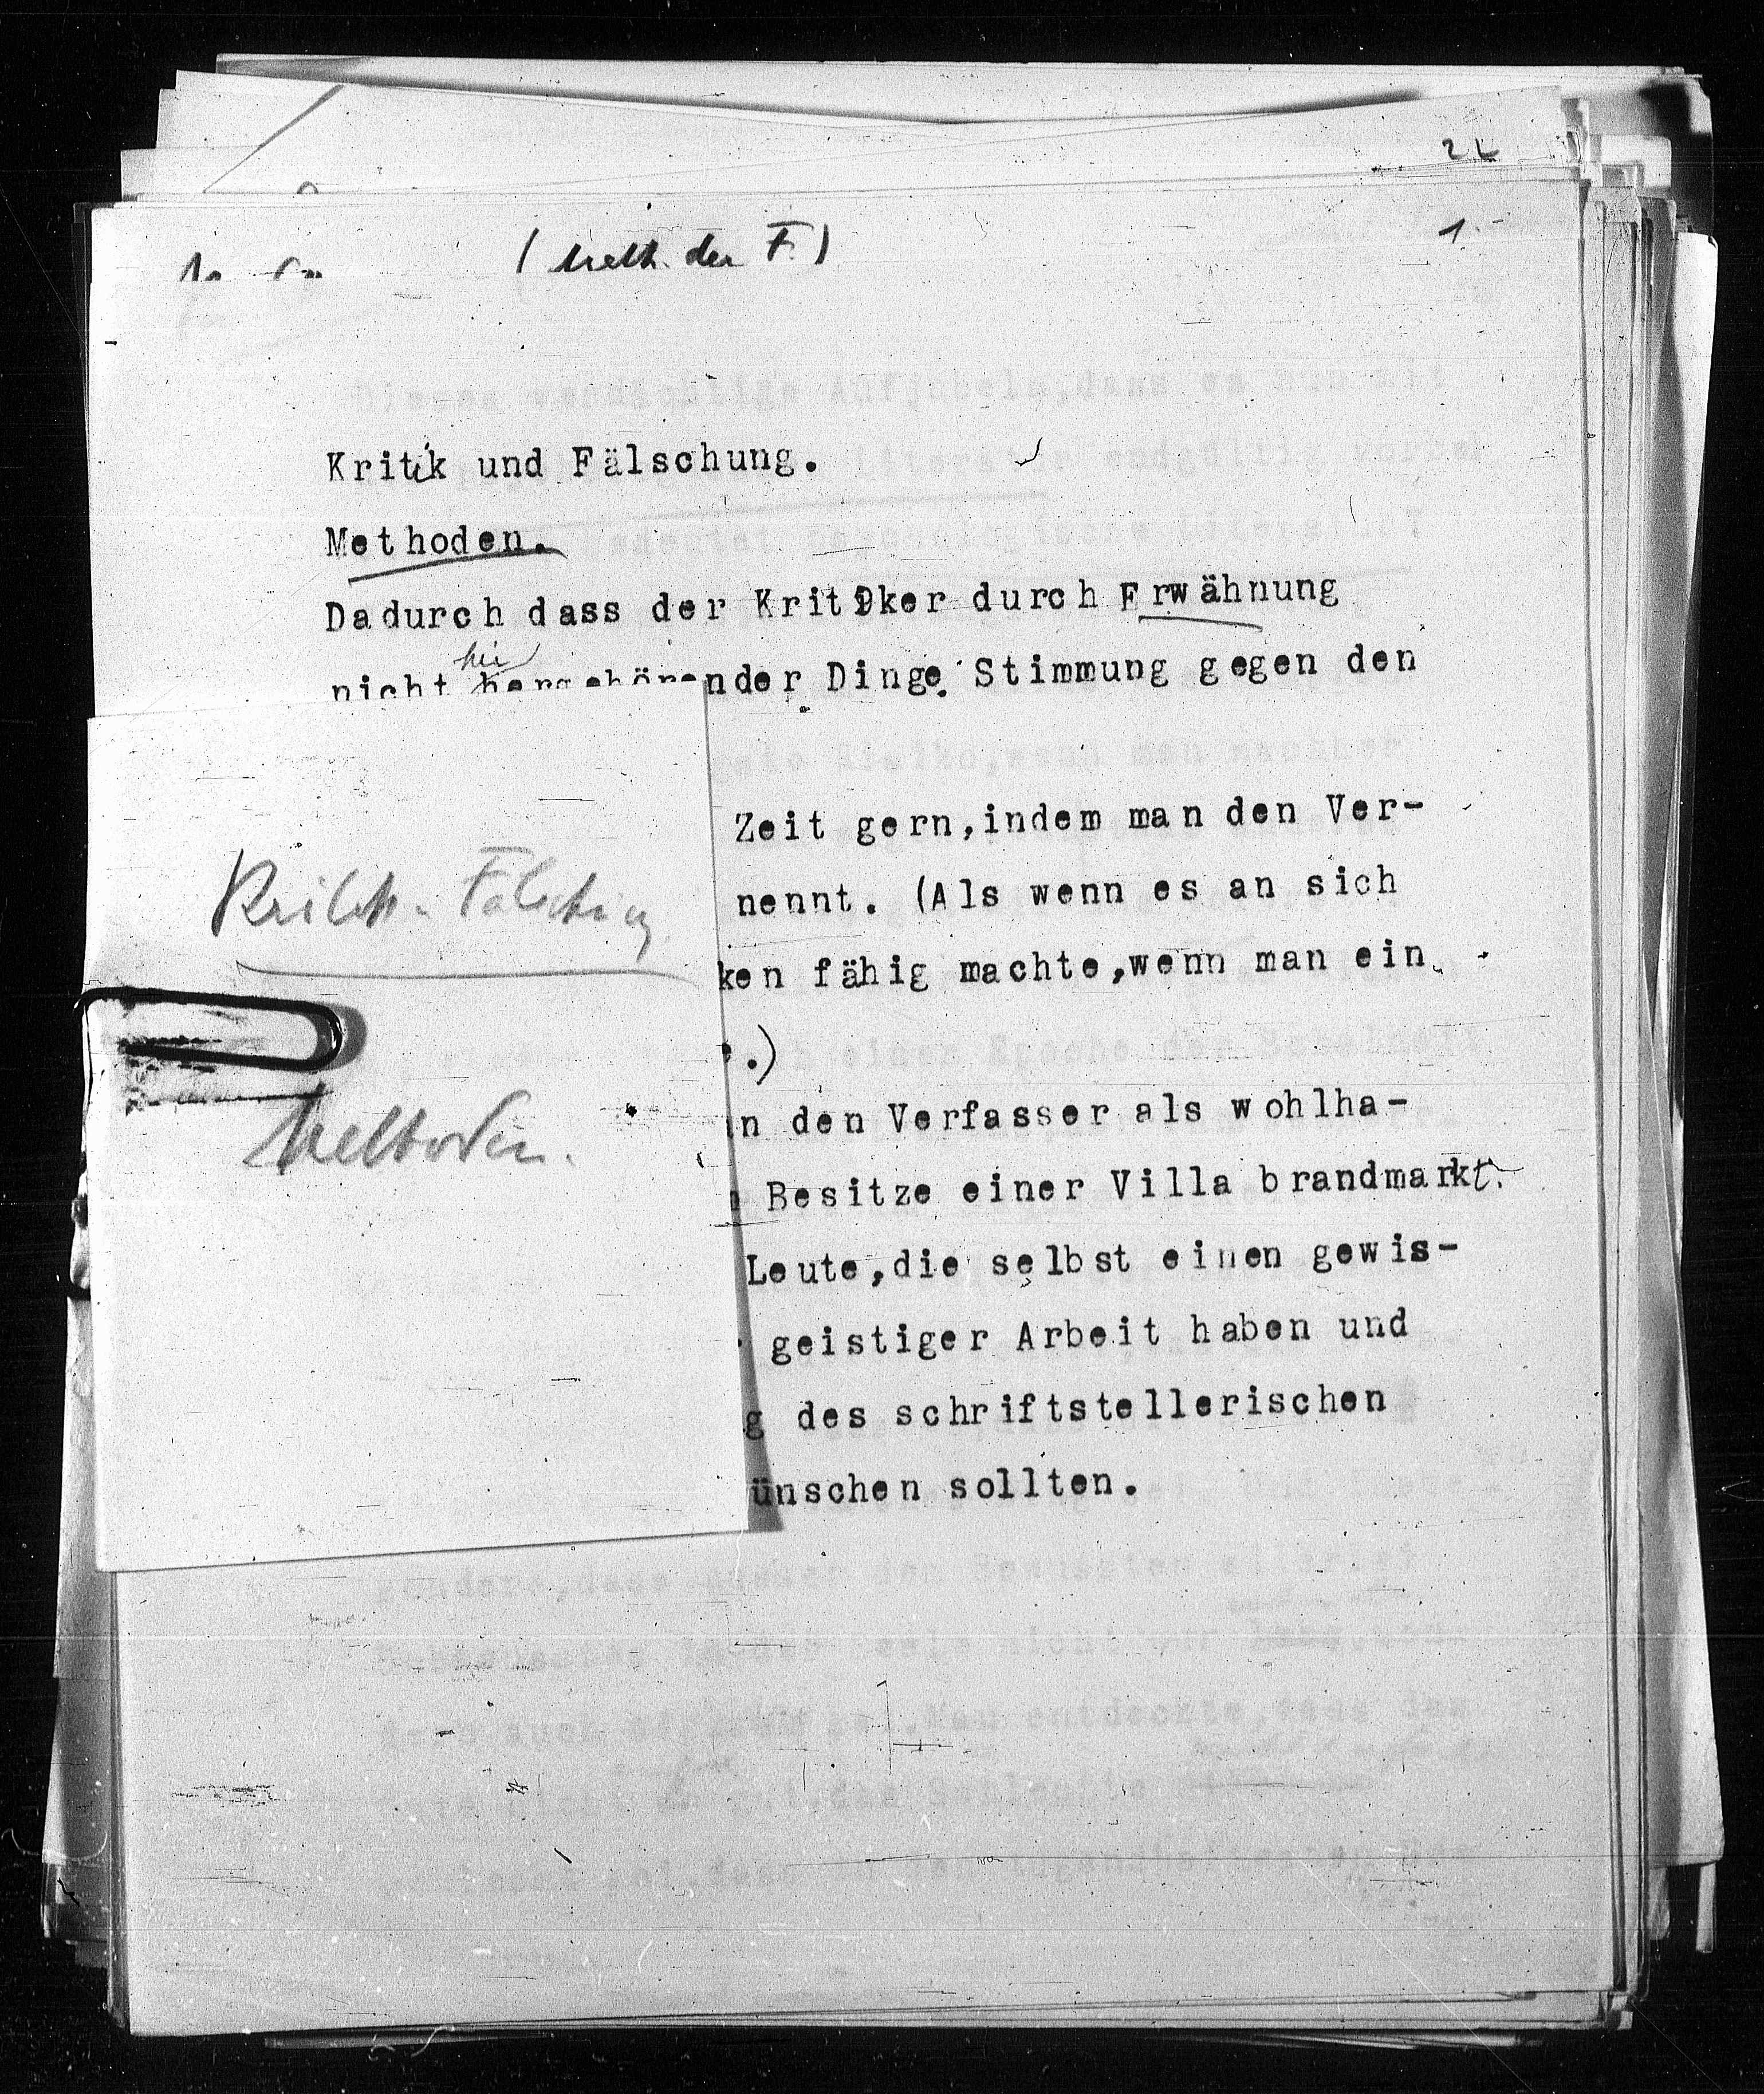 2
(Meth. der F.)
1.
Kritik und Fälschung.
Methoden.
Dadurch dass der Kritiker durch Erwähnung
hie
nicht hergehörender Dinge Stimmung gegen den
Zeit gern,indem man den Ver-
nennt. (Als wenn es an sich
ken fähig machte,wenn man ein
.)
n den Verfasser als wohlha-
Besitze einer Villa brandmarkt.
Leute,die selbst einen gewis-
geistiger Arbeit haben und
g des schriftstellerischen
ünschen sollten.
Kritik. Fälschung
Methoden.